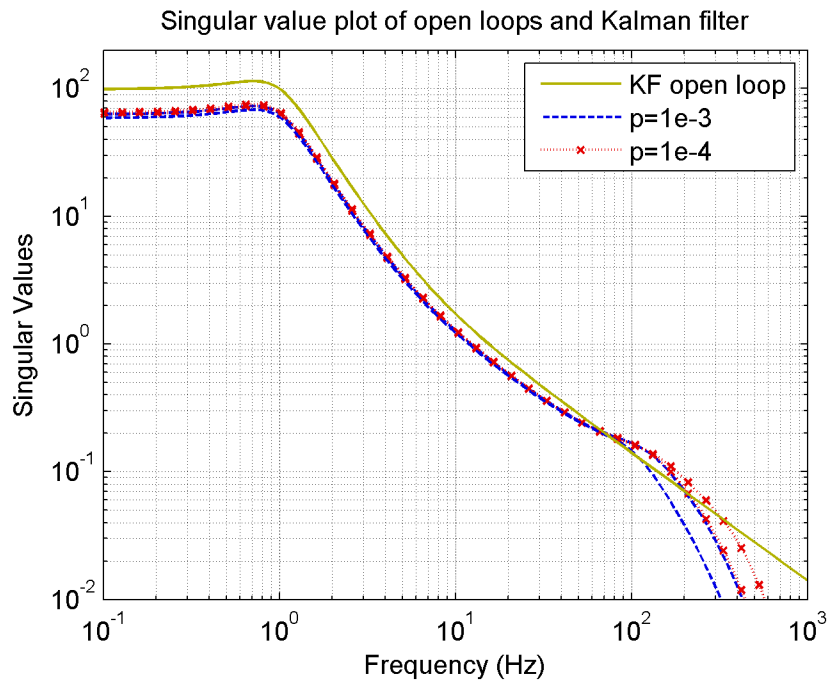 Singular value plot of open loops and Kalman filter
KF open loop
p=1e-3
p=1e-4
Singular Values
10^2
10^1
10^0
10^-1
10^-2
10^-1
10^0
10^1
10^2
10^3
Frequency (Hz)